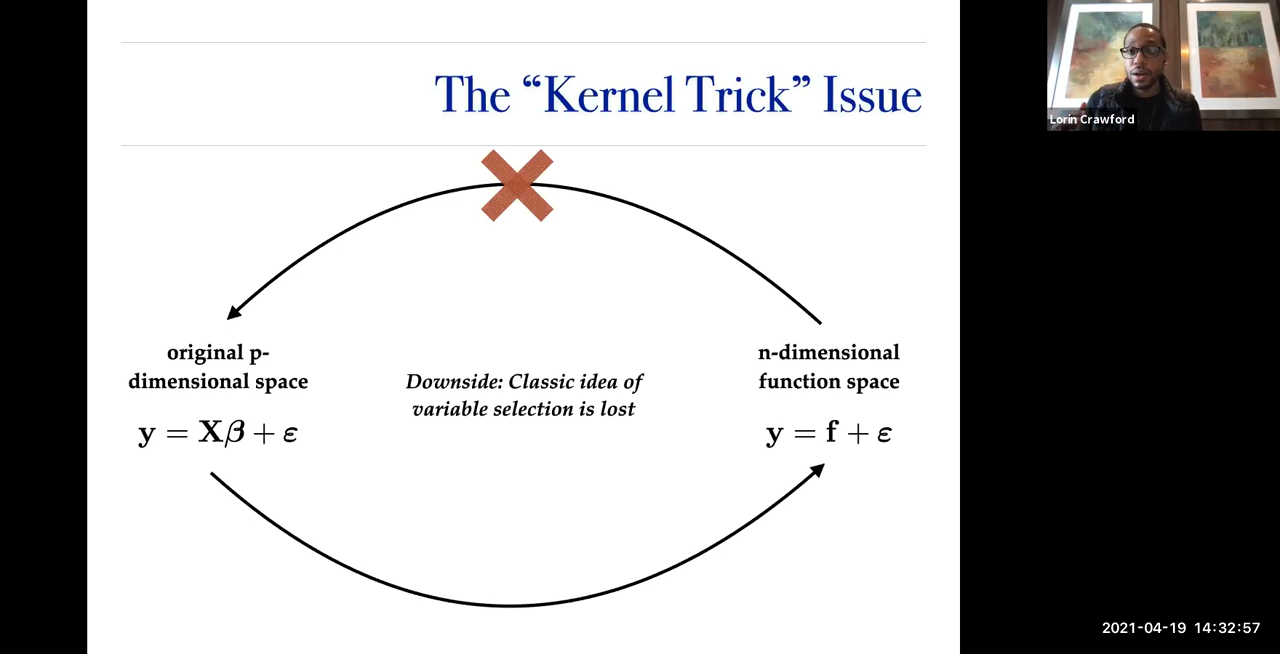 The “Kernel Trick” Issue
Lorin Crawford
original p-
dimensional space
y = Xβ + ε
Downside: Classic idea of
variable selection is lost
n-dimensional
function space
y = f + ε
2021-04-19 14:32:57